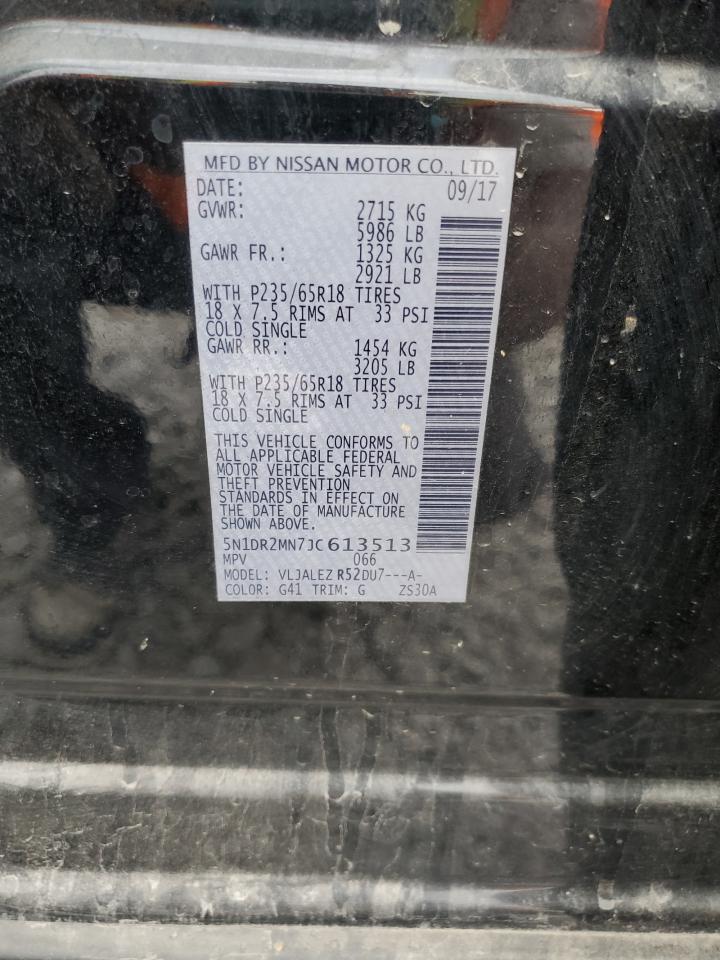 MFD BY NISSAN MOTOR CO., LTD.
DATE: 09/17
GVWR: 2715 KG
5986 LB
GAWR FR.: 1325 KG
2921 LB
WITH P235/65R18 TIRES
18 X 7.5 RIMS AT 33 PSI
COLD SINGLE
GAWR RR.: 1454 KG
3205 LB
WITH P235/65R18 TIRES
18 X 7.5 RIMS AT 33 PSI
COLD SINGLE
THIS VEHICLE CONFORMS TO
ALL APPLICABLE FEDERAL
MOTOR VEHICLE SAFETY AND
THEFT PREVENTION
STANDARDS IN EFFECT ON
THE DATE OF MANUFACTURE
SHOWN ABOVE.
5N1DR2MN7JC613513
MPV 066
MODEL: VLJALEZ R52DU7---A-
COLOR: G41 TRIM: G ZS30A